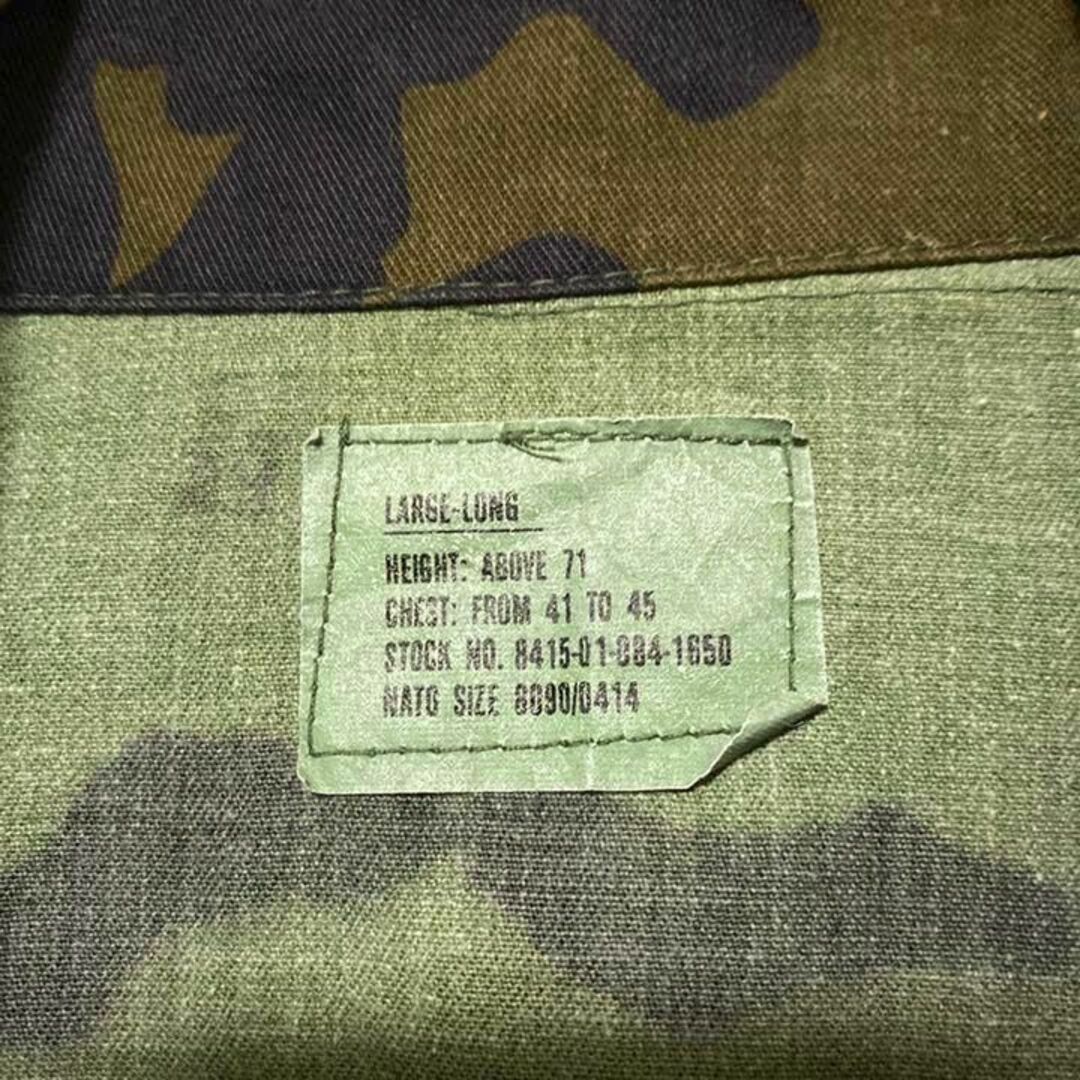 LARGE-LONG
HEIGHT: ABOVE 71
CHEST: FROM 41 TO 45
STOCK NO. 8415-01-084-1650
NATO SIZE 8090/0414